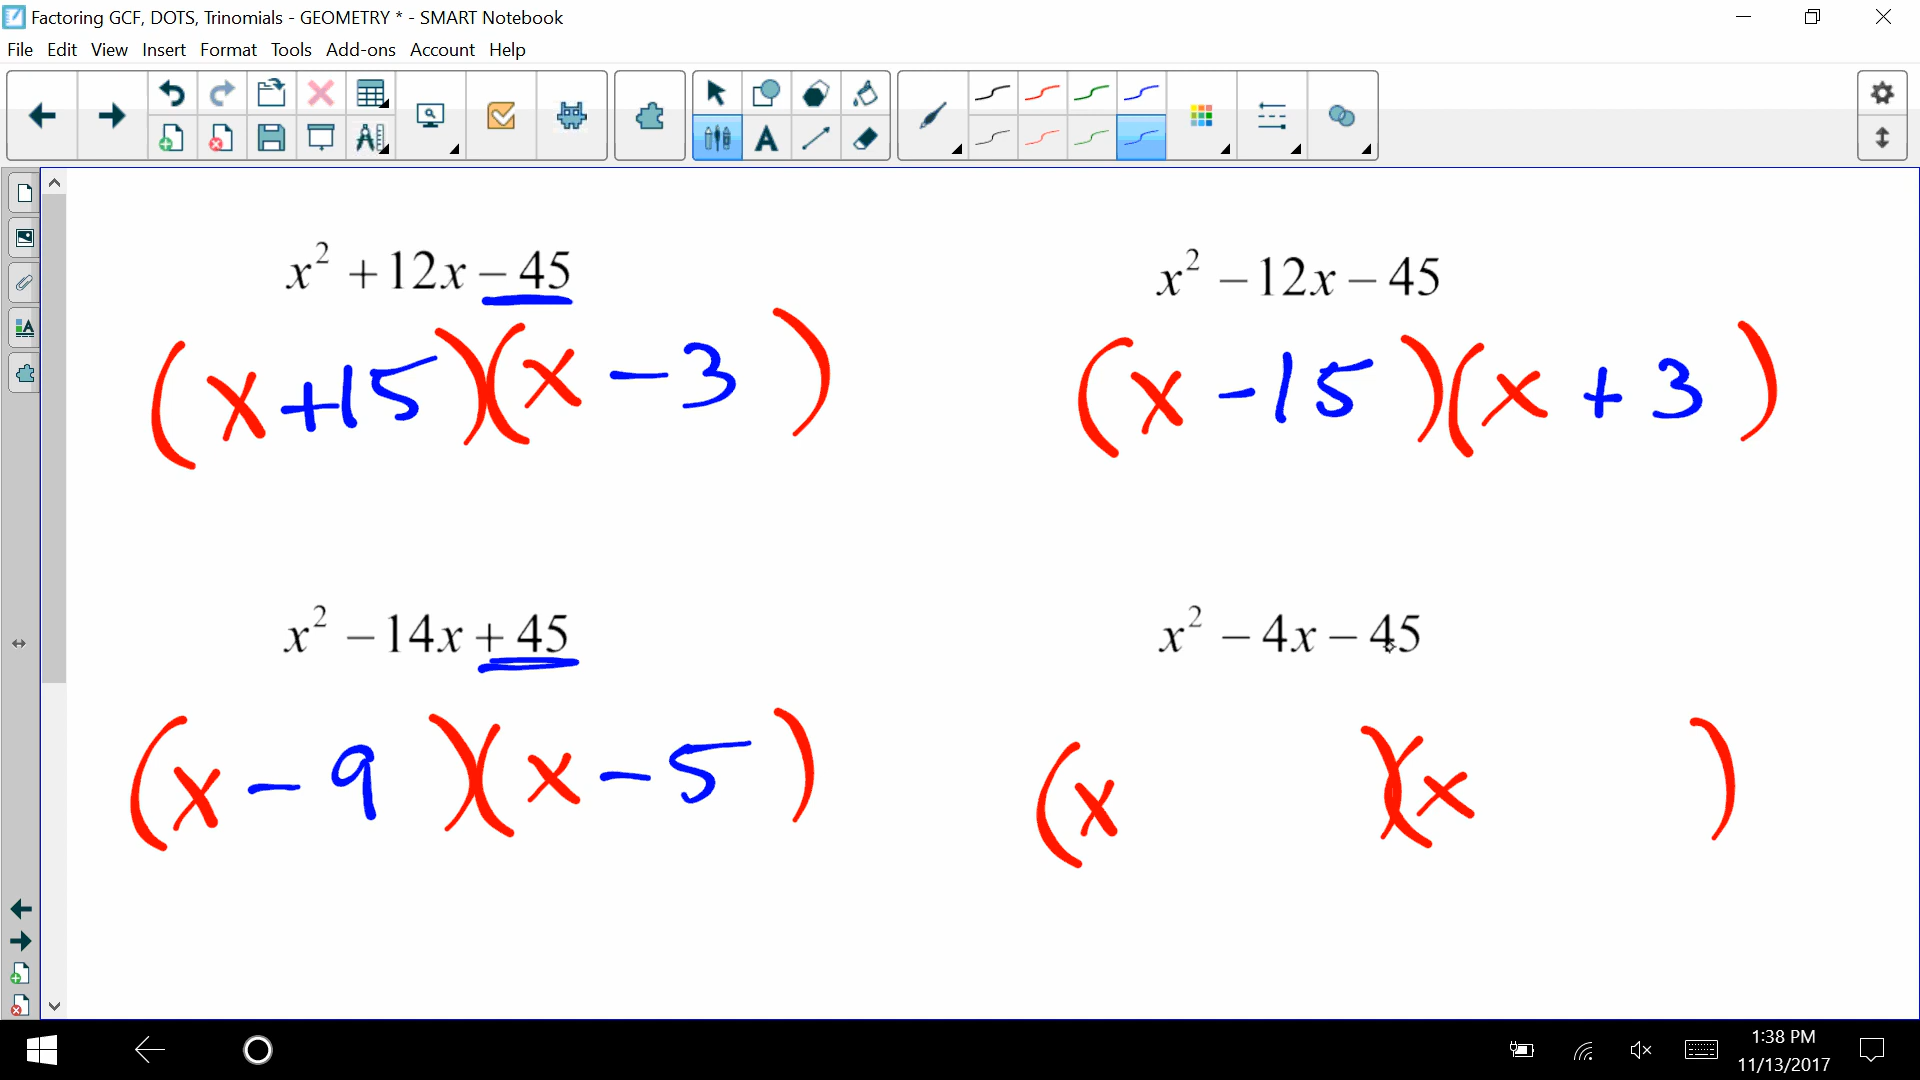 Factoring GCF, DOTS, Trinomials - GEOMETRY * - SMART Notebook
File Edit View Insert Format Tools Add-ons Account Help
x² + 12x − 45
(x +15)(x − 3)
x² − 12x − 45
(x - 15)(x + 3)
x² − 14x + 45
(x − 9)(x − 5)
x² − 4x − 45
(x )(x )
1:38 PM
11/13/2017